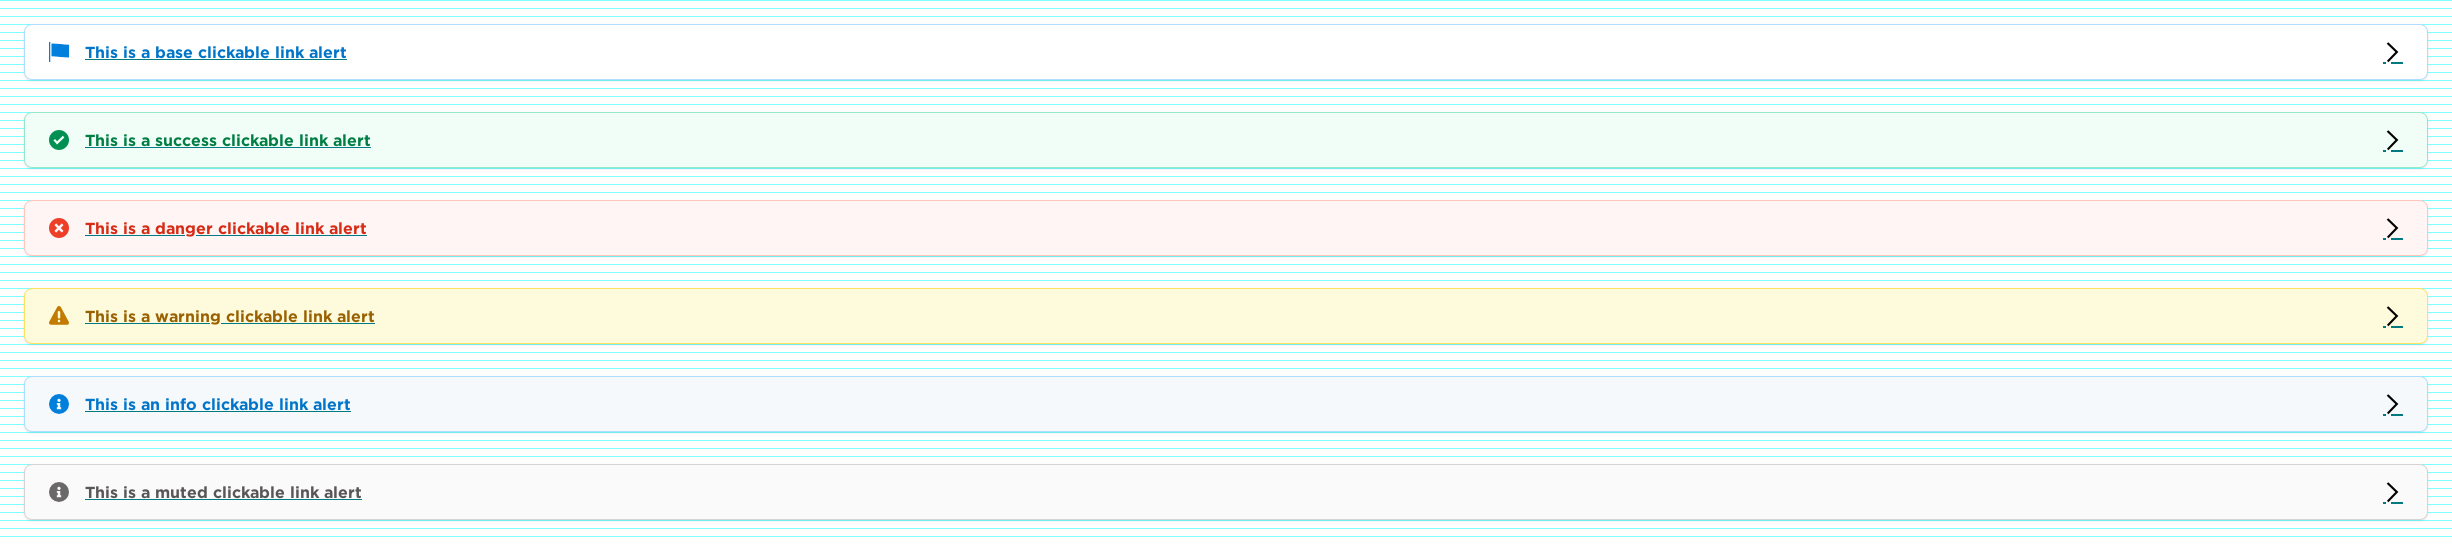 This is a base clickable link alert
This is a success clickable link alert
This is a danger clickable link alert
This is a warning clickable link alert
This is an info clickable link alert
This is a muted clickable link alert